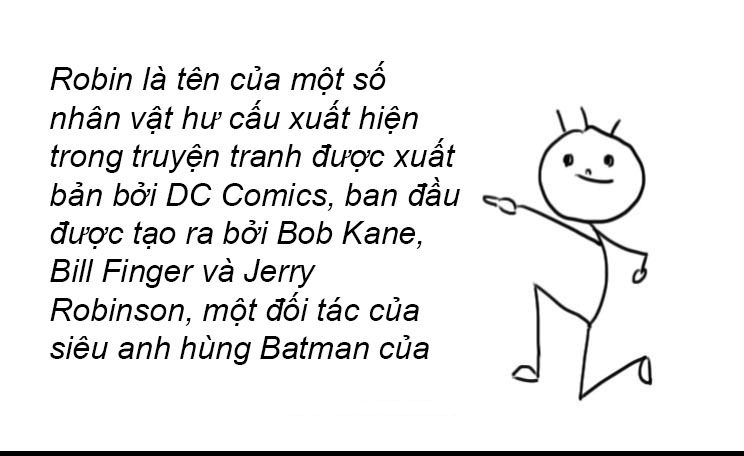 Robin là tên của một số
nhân vật hư cấu xuất hiện
trong truyện tranh được xuất
bản bởi DC Comics, ban đầu
được tạo ra bởi Bob Kane,
Bill Finger và Jerry
Robinson, một đối tác của
siêu anh hùng Batman của